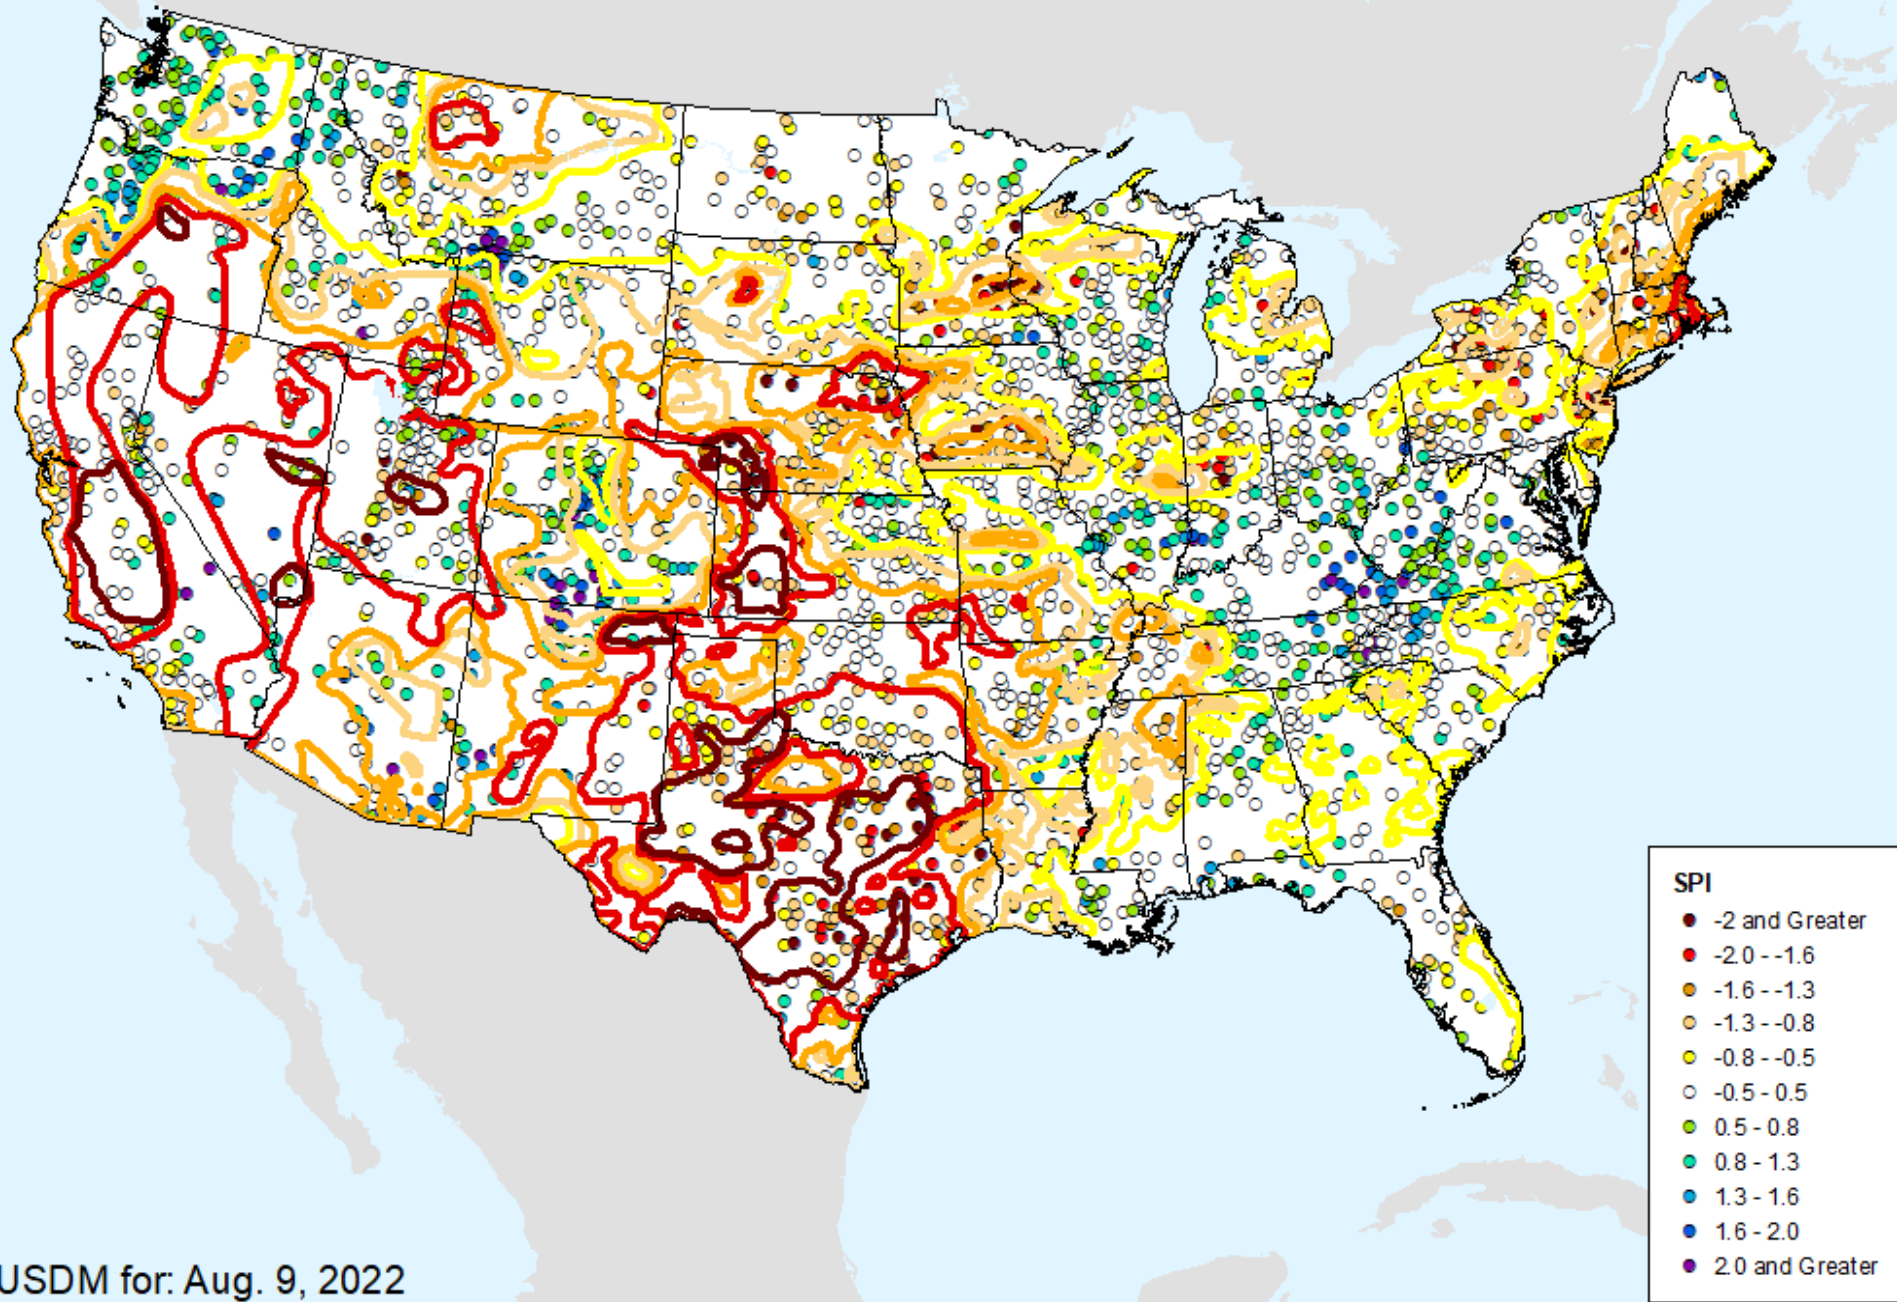 SPI
-2 and Greater
-2.0 - -1.6
-1.6 - -1.3
-1.3 - -0.8
-0.8 - -0.5
-0.5 - 0.5
0.5 - 0.8
0.8 - 1.3
1.3 - 1.6
1.6 - 2.0
2.0 and Greater
USDM for: Aug. 9, 2022